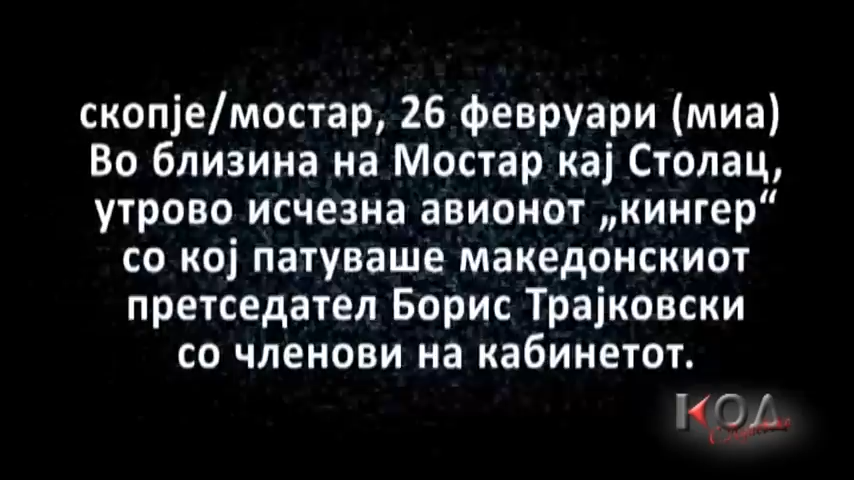 скопје/мостар, 26 февруари (миа)
Во близина на Мостар кај Столац,
утрово исчезна авионот „кингер“
со кој патуваше македонскиот
претседател Борис Трајковски
со членови на кабинетот.
КОД